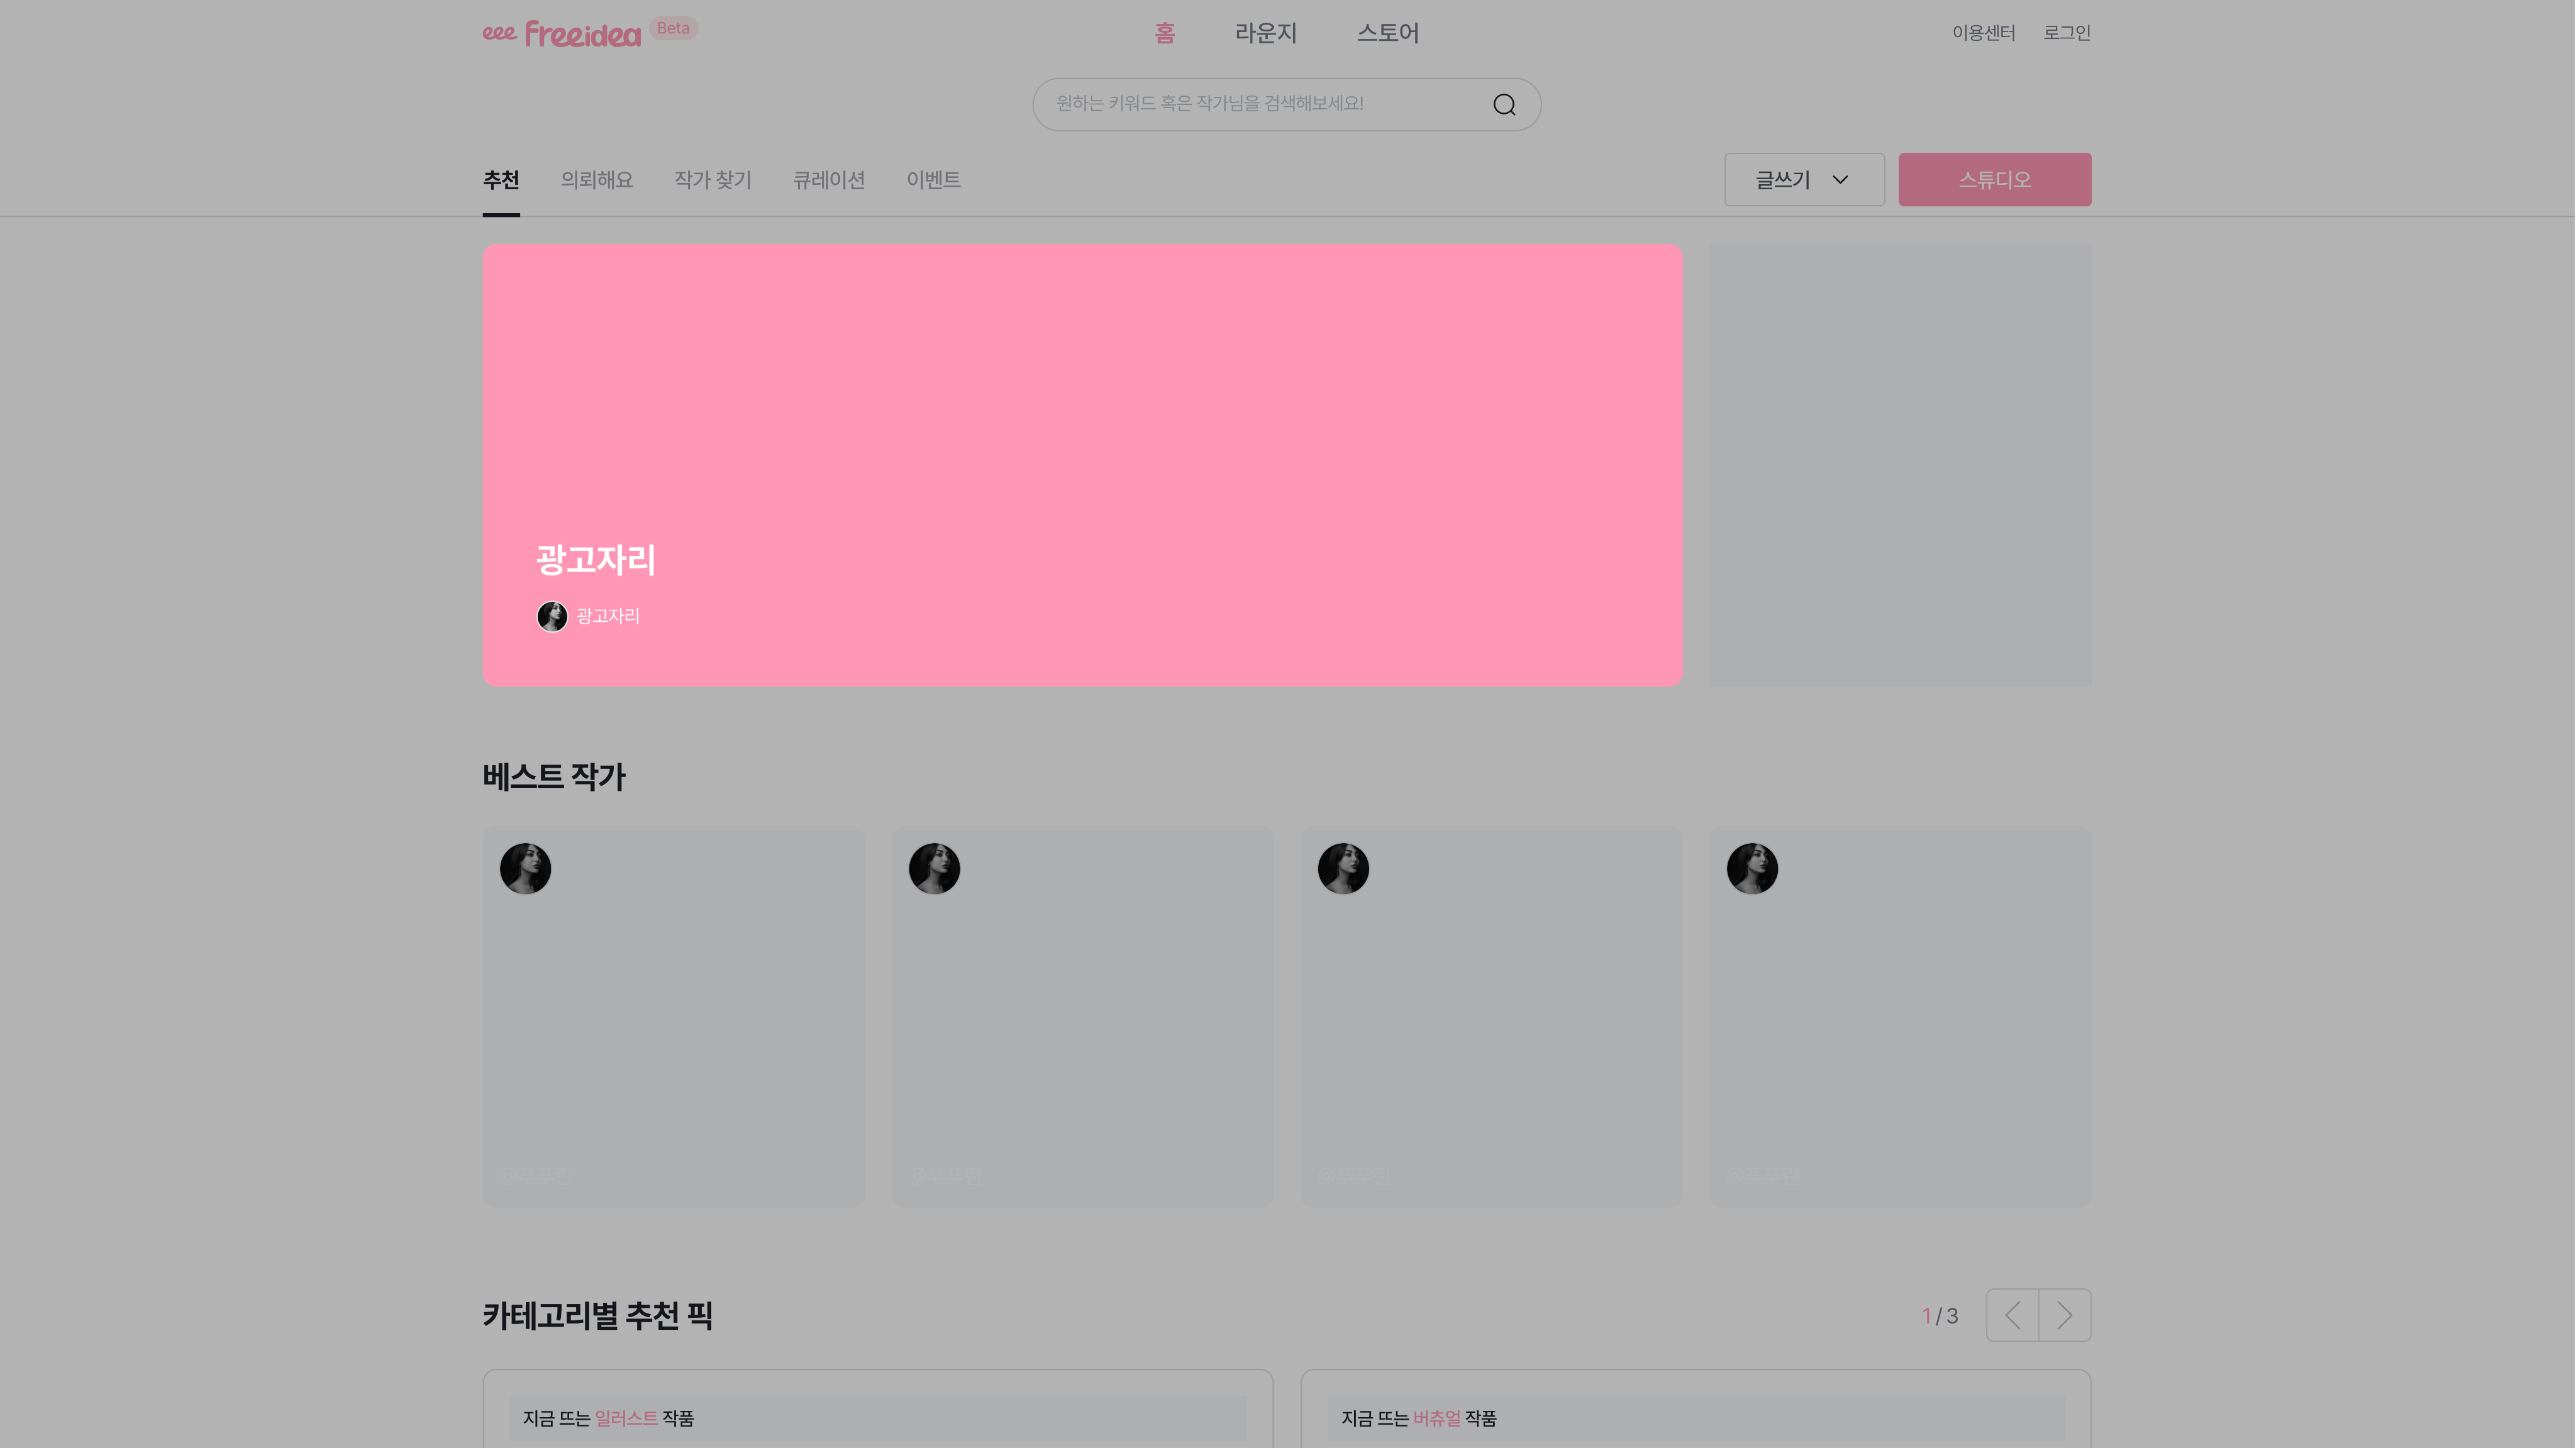 eee Freeidea Beta
홈 라운지 스토어
이용센터 로그인
원하는 키워드 혹은 작가님을 검색해보세요!
추천 의뢰해요 작가 찾기 큐레이션 이벤트
글쓰기 스튜디오
광고자리
광고자리
베스트 작가
카테고리별 추천 픽
1 / 3
지금 뜨는 일러스트 작품
지금 뜨는 버츄얼 작품